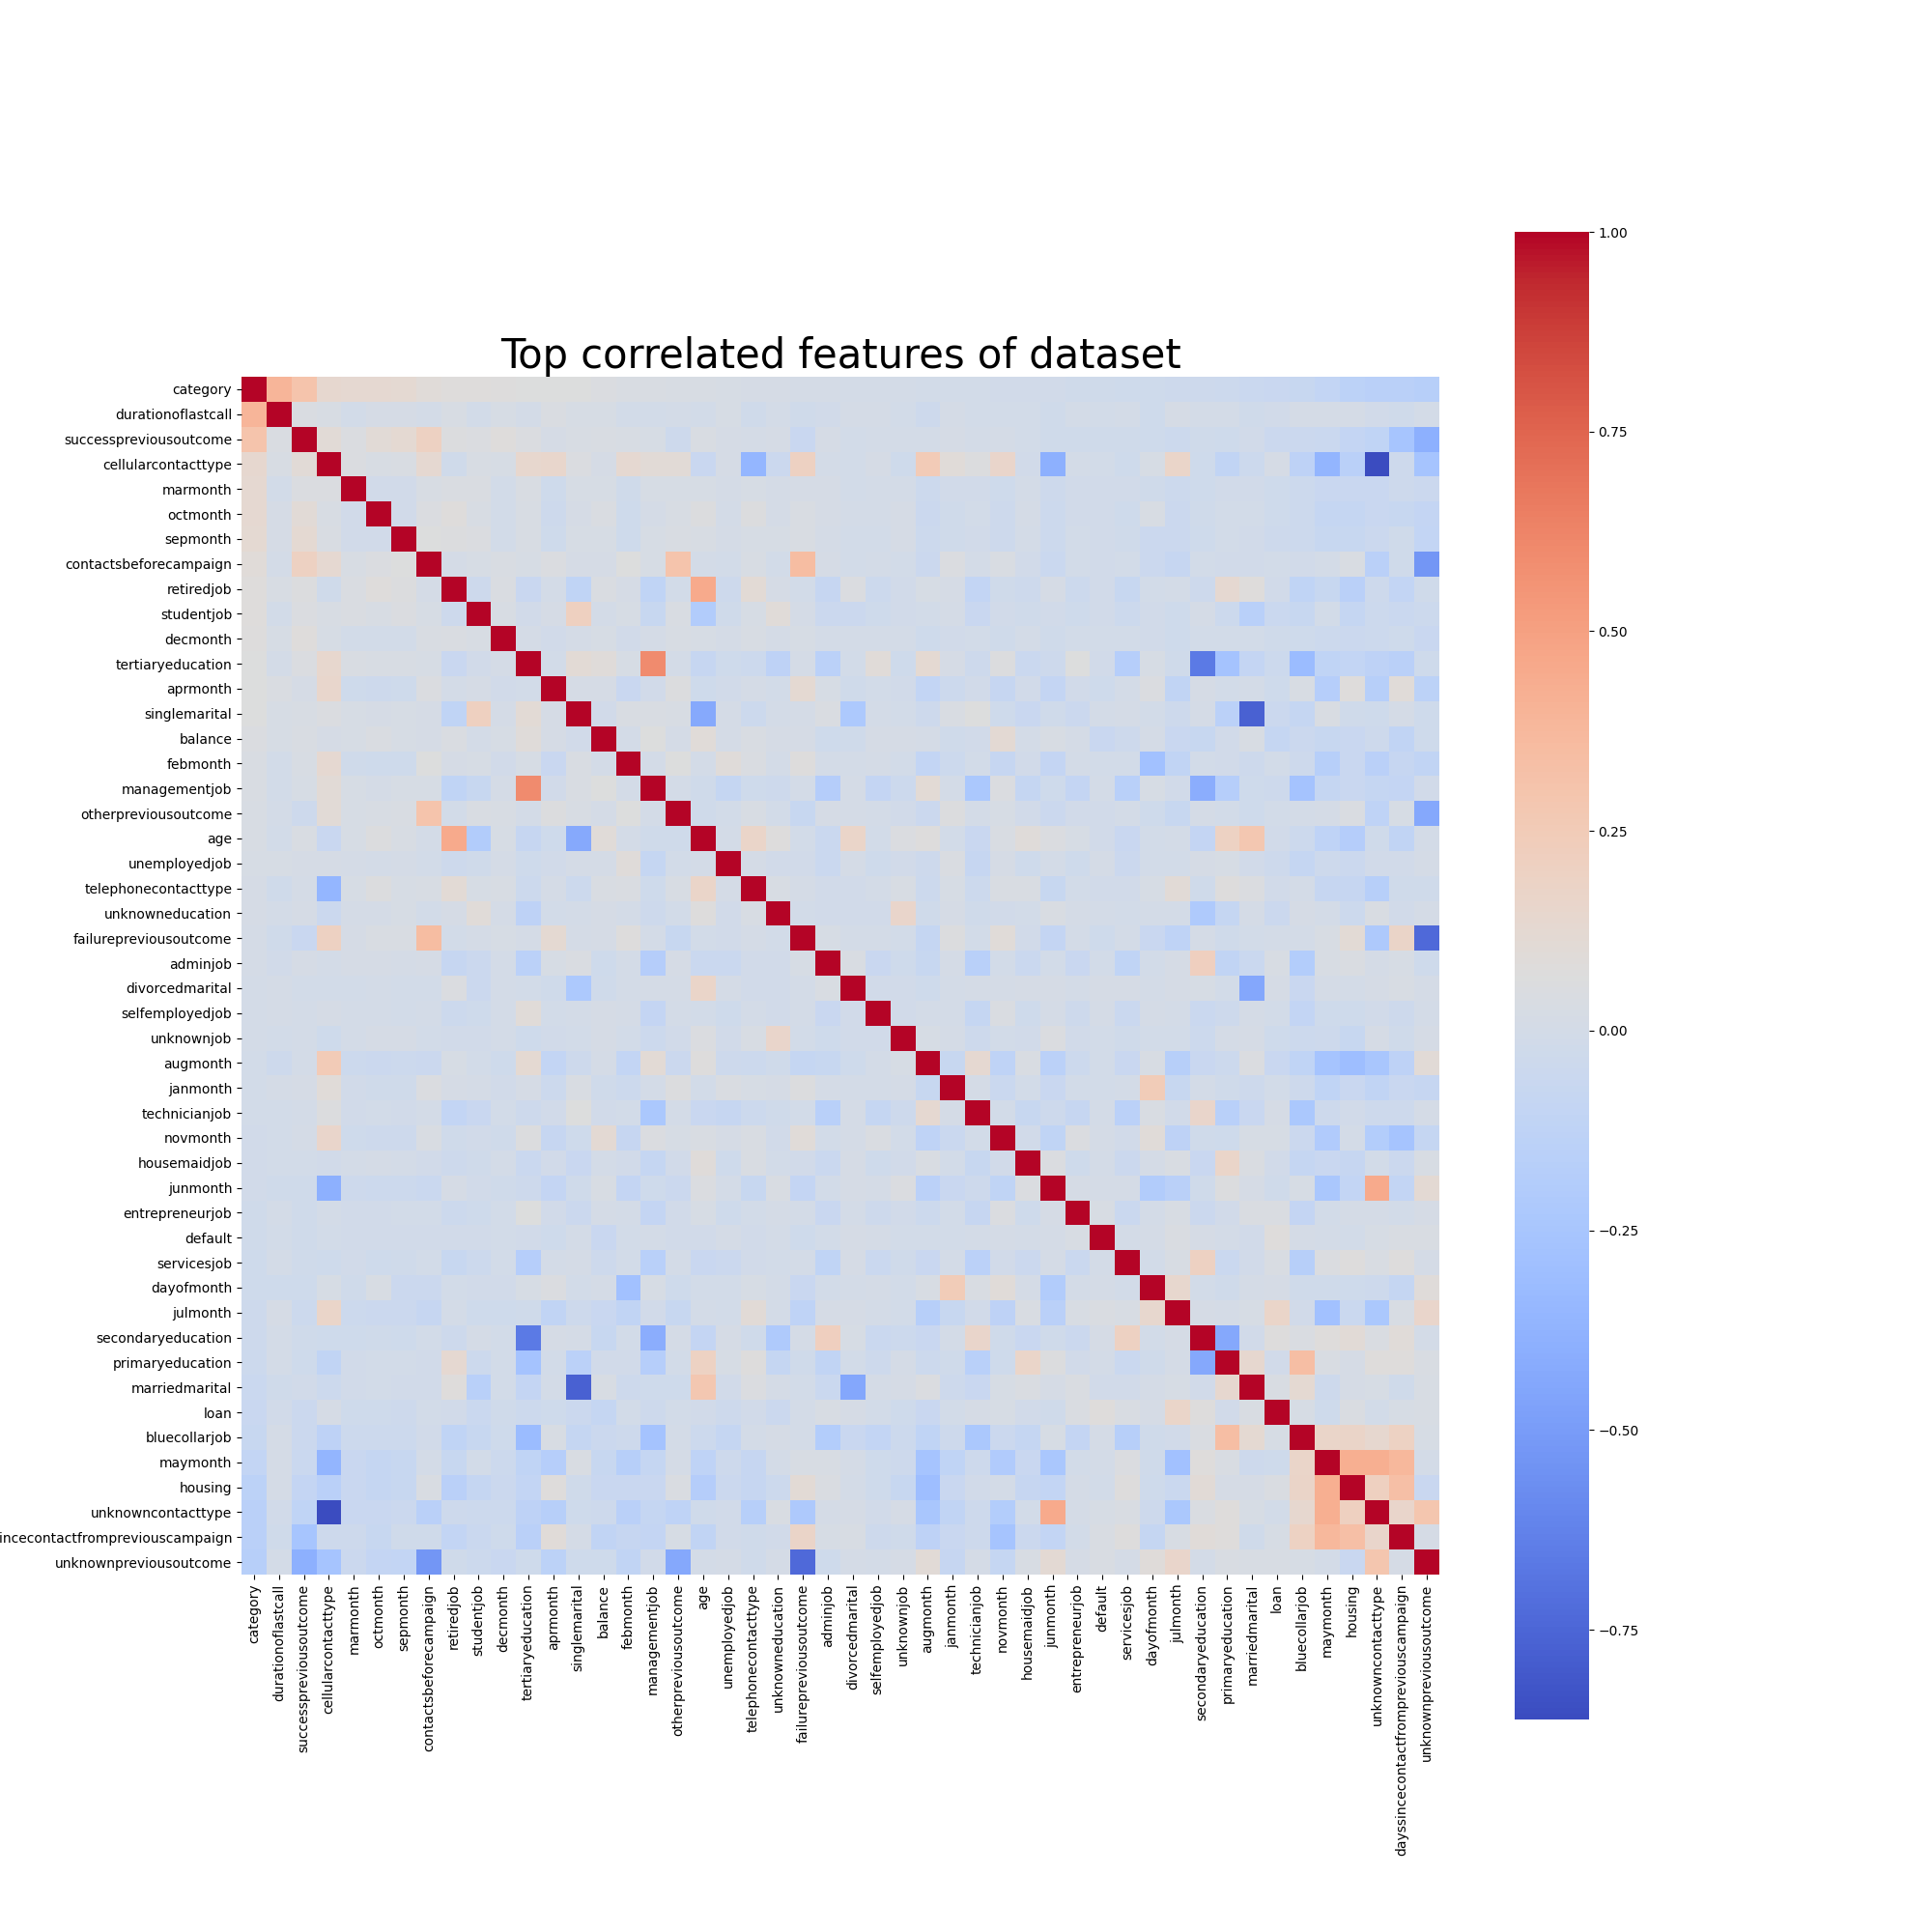 Top correlated features of dataset
category
durationoflastcall
successpreviousoutcome
cellularcontacttype
marmonth
octmonth
sepmonth
contactsbeforecampaign
retiredjob
studentjob
decmonth
tertiaryeducation
aprmonth
singlemarital
balance
febmonth
managementjob
otherpreviousoutcome
age
unemployedjob
telephonecontacttype
unknowneducation
failurepreviousoutcome
adminjob
divorcedmarital
selfemployedjob
unknownjob
augmonth
janmonth
technicianjob
novmonth
housemaidjob
junmonth
entrepreneurjob
default
servicesjob
dayofmonth
julmonth
secondaryeducation
primaryeducation
marriedmarital
loan
bluecollarjob
maymonth
housing
unknowncontacttype
incecontactfrompreviouscampaign
unknownpreviousoutcome
category
durationoflastcall
successpreviousoutcome
cellularcontacttype
marmonth
octmonth
sepmonth
contactsbeforecampaign
retiredjob
studentjob
decmonth
tertiaryeducation
aprmonth
singlemarital
balance
febmonth
managementjob
otherpreviousoutcome
age
unemployedjob
telephonecontacttype
unknowneducation
failurepreviousoutcome
adminjob
divorcedmarital
selfemployedjob
unknownjob
augmonth
janmonth
technicianjob
novmonth
housemaidjob
junmonth
entrepreneurjob
default
servicesjob
dayofmonth
julmonth
secondaryeducation
primaryeducation
marriedmarital
loan
bluecollarjob
maymonth
housing
unknowncontacttype
dayssincecontactfrompreviouscampaign
unknownpreviousoutcome
1.00
0.75
0.50
0.25
0.00
−0.25
−0.50
−0.75